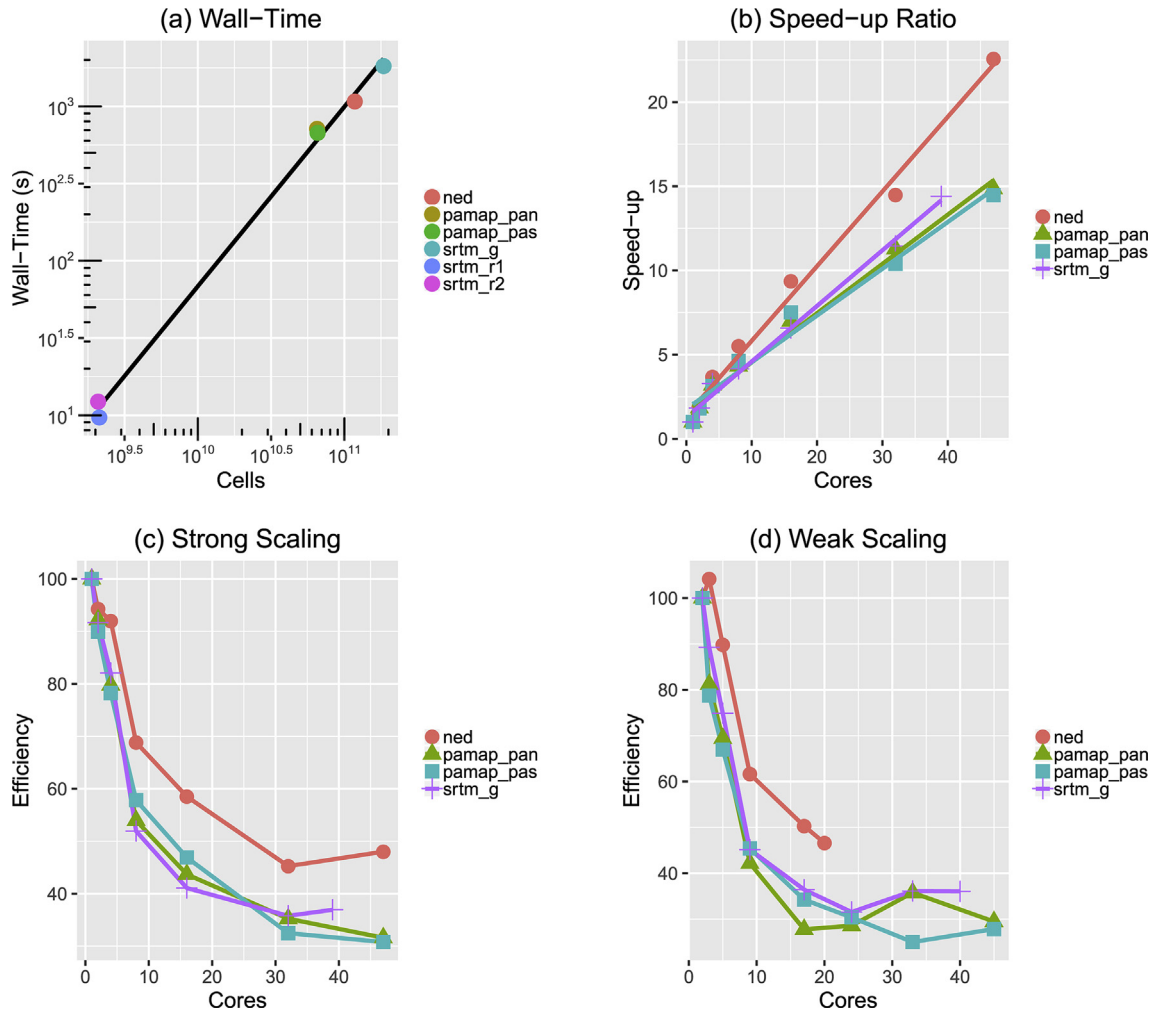 (a) Wall−Time
Wall−Time (s)
10^3
10^2.5
10^2
10^1.5
10^1
10^9.5 10^10 10^10.5 10^11
Cells
ned
pamap_pan
pamap_pas
srtm_g
srtm_r1
srtm_r2
(b) Speed−up Ratio
Speed−up
20
15
10
5
0
0 10 20 30 40
Cores
ned
pamap_pan
pamap_pas
srtm_g
(c) Strong Scaling
Efficiency
100
80
60
40
0 10 20 30 40
Cores
ned
pamap_pan
pamap_pas
srtm_g
(d) Weak Scaling
Efficiency
100
80
60
40
0 10 20 30 40
Cores
ned
pamap_pan
pamap_pas
srtm_g